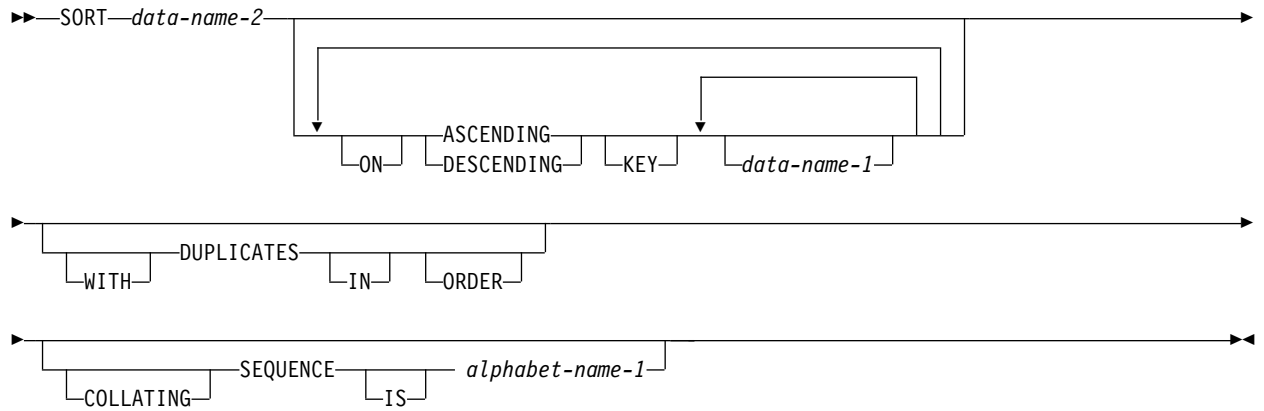 SORT data-name-2
ASCENDING
ON DESCENDING KEY data-name-1
DUPLICATES
WITH IN ORDER
SEQUENCE alphabet-name-1
COLLATING IS